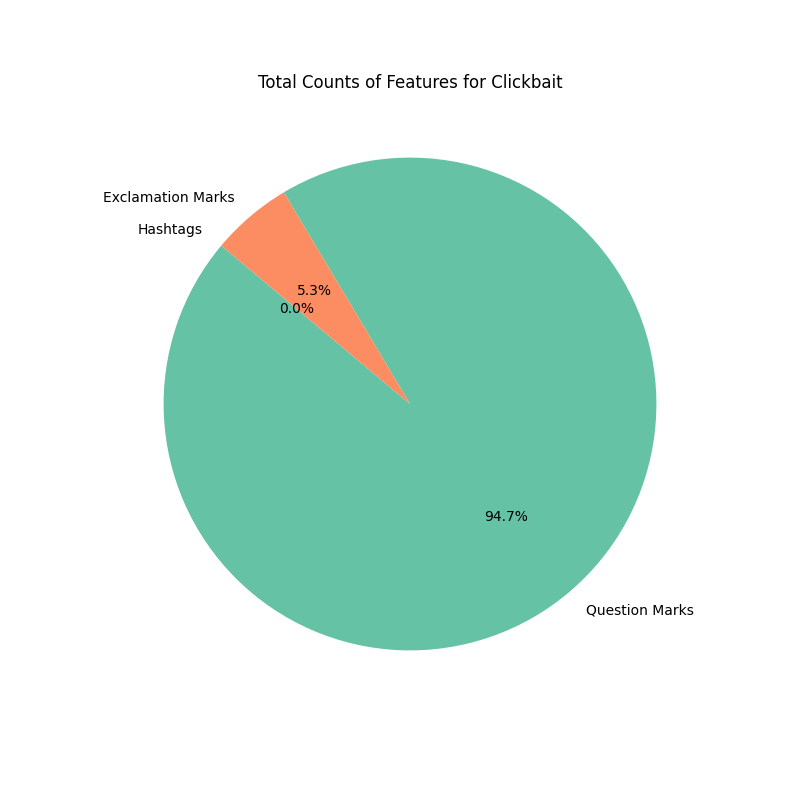 Total Counts of Features for Clickbait
Exclamation Marks
Hashtags
5.3%
0.0%
94.7%
Question Marks